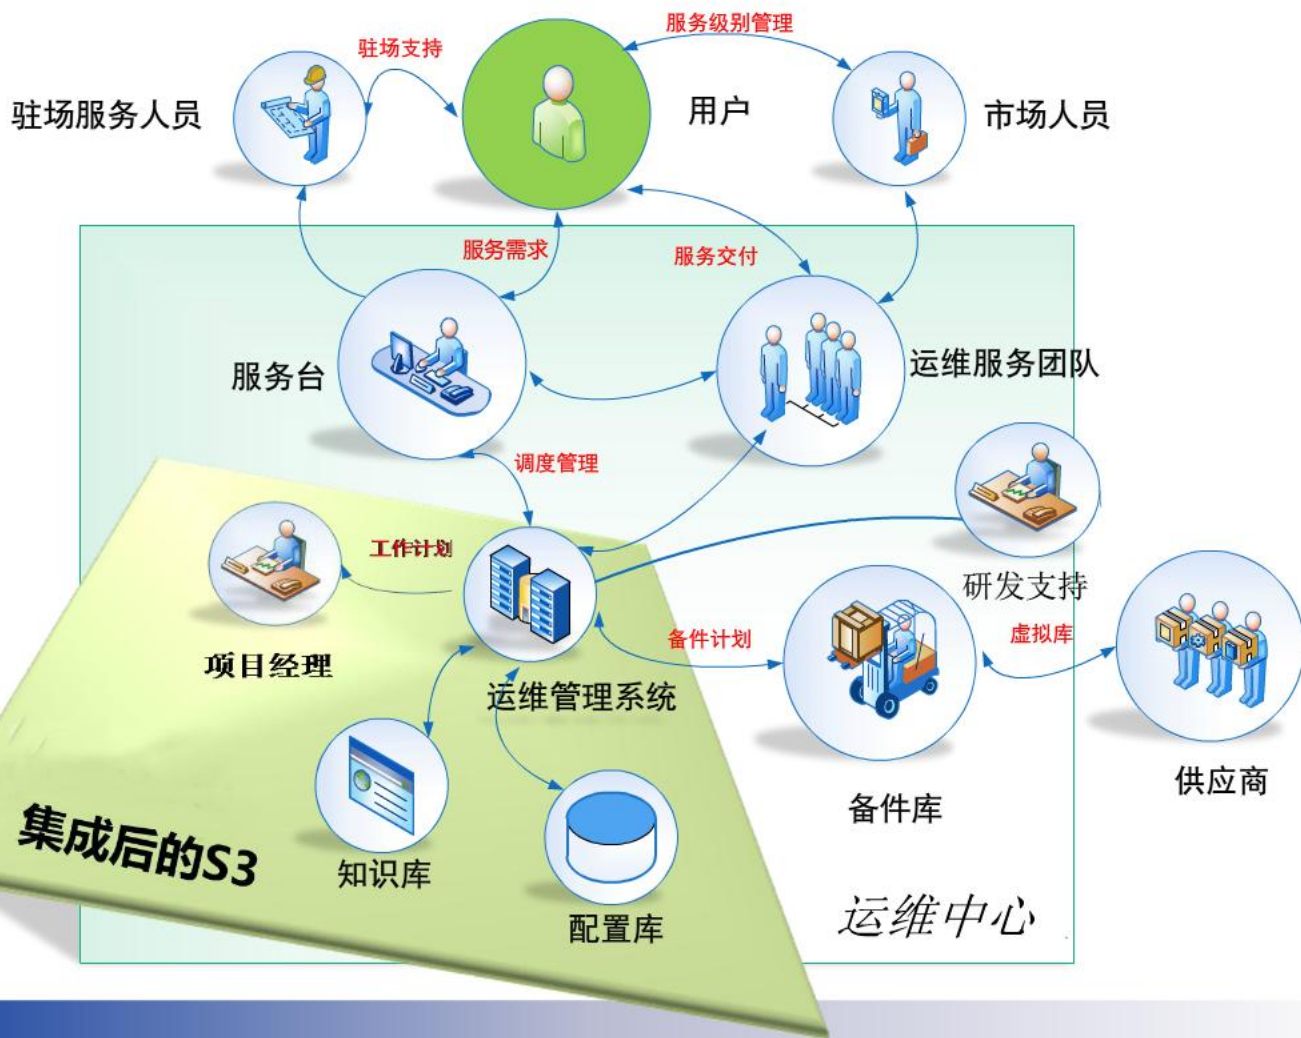 服务级别管理
驻场支持
驻场服务人员
用户
市场人员
服务需求
服务交付
服务台
运维服务团队
调度管理
工作计划
研发支持
备件计划
虚拟库
项目经理
运维管理系统
供应商
备件库
集成后的S3
知识库
配置库
运维中心